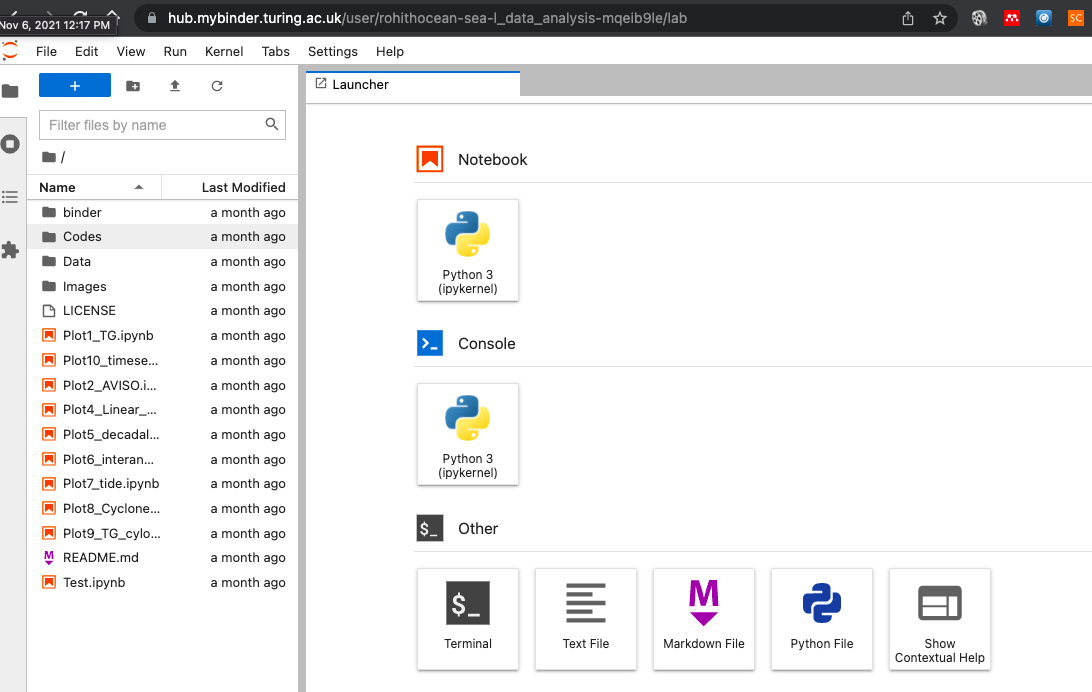 hub.mybinder.turing.ac.uk/user/rohithocean-sea-l_data_analysis-mqeib9le/lab
Nov 6, 2021 12:17 PM
SC
File Edit View Run Kernel Tabs Settings Help
+
Launcher
Filter files by name
/
Name Last Modified
binder a month ago
Codes a month ago
Data a month ago
Images a month ago
LICENSE a month ago
Plot1_TG.ipynb a month ago
Plot10_timese... a month ago
Plot2_AVISO.i... a month ago
Plot4_Linear_... a month ago
Plot5_decadal... a month ago
Plot6_interan... a month ago
Plot7_tide.ipynb a month ago
Plot8_Cyclone... a month ago
Plot9_TG_cylo... a month ago
README.md a month ago
Test.ipynb a month ago
Notebook
Python 3
(ipykernel)
Console
Python 3
(ipykernel)
$_ Other
$_
Terminal
Text File
M
Markdown File
Python File
Show
Contextual Help